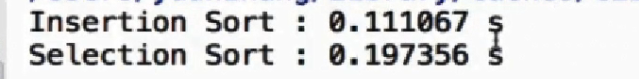 Insertion Sort : 0.111067 s
Selection Sort : 0.197356 s